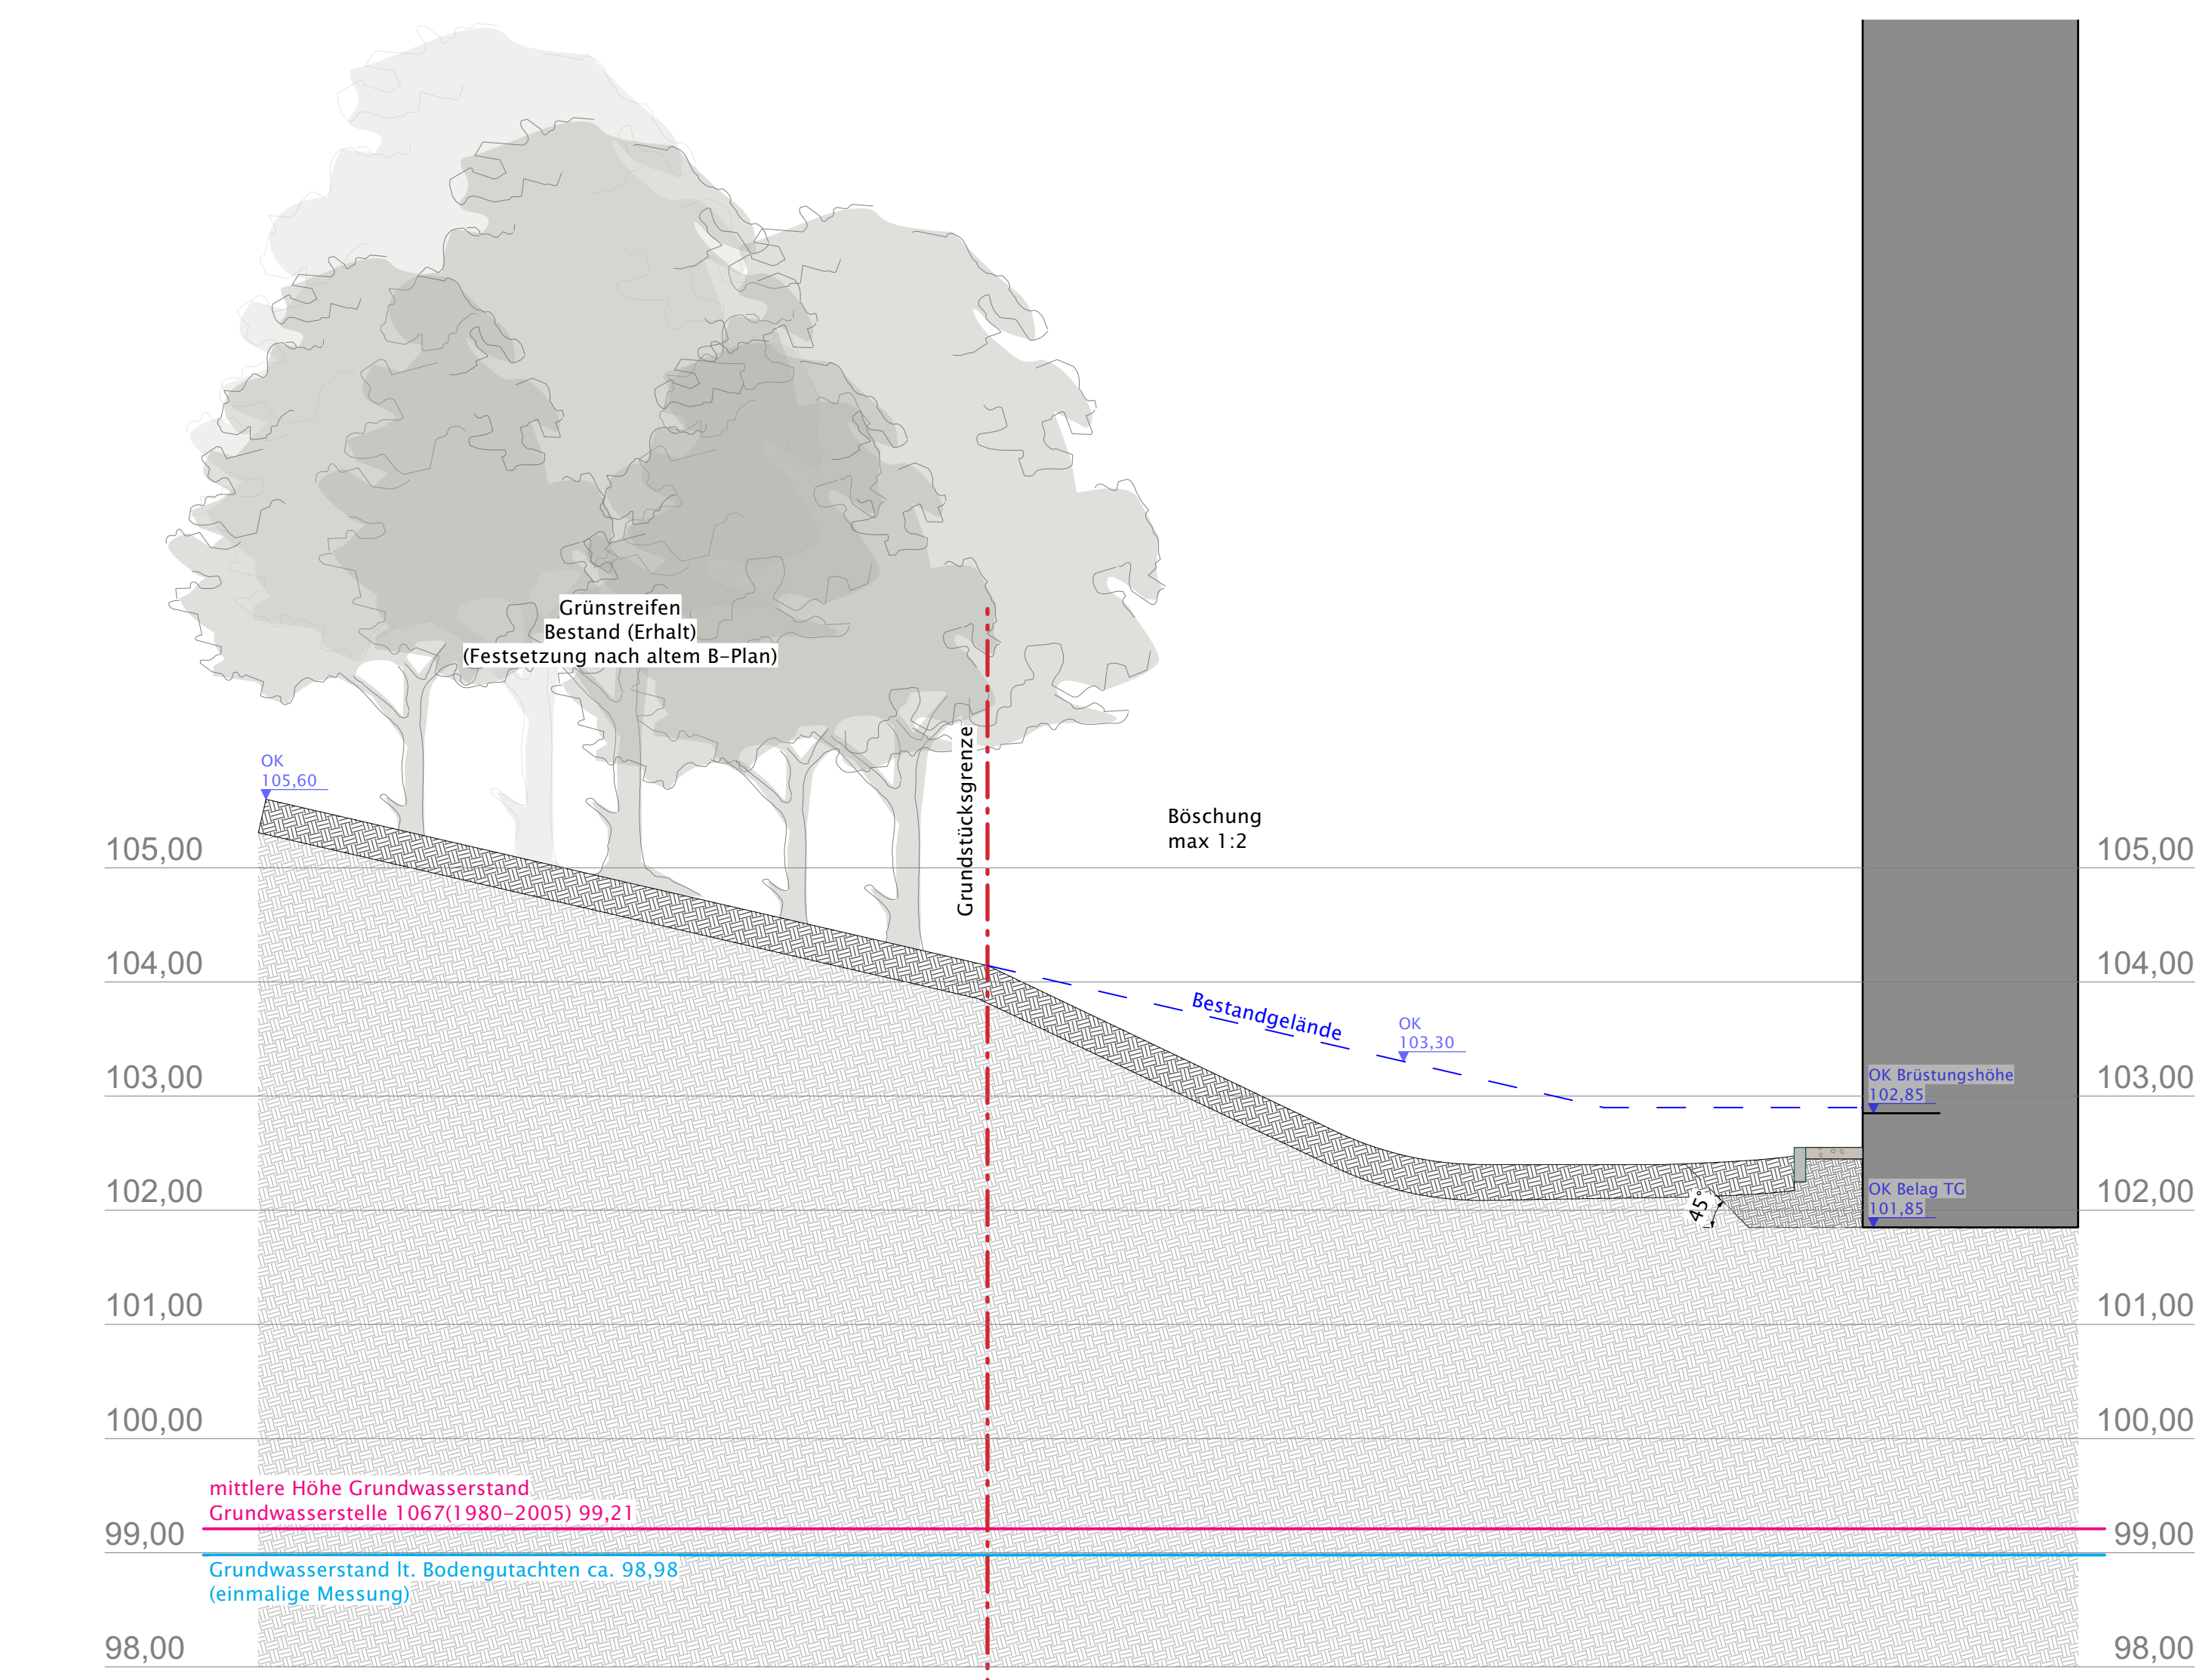 Grünstreifen
Bestand (Erhalt)
(Festsetzung nach altem B-Plan)
Grundstücksgrenze
OK
105,60
Böschung
max 1:2
105,00
105,00
104,00
104,00
Bestandgelände
OK
103,30
103,00
103,00
OK Brüstungshöhe
102,85
102,00
102,00
OK Belag TG
101,85
45°
101,00
101,00
100,00
100,00
mittlere Höhe Grundwasserstand
Grundwasserstelle 1067(1980-2005) 99,21
99,00
99,00
Grundwasserstand lt. Bodengutachten ca. 98,98
(einmalige Messung)
98,00
98,00